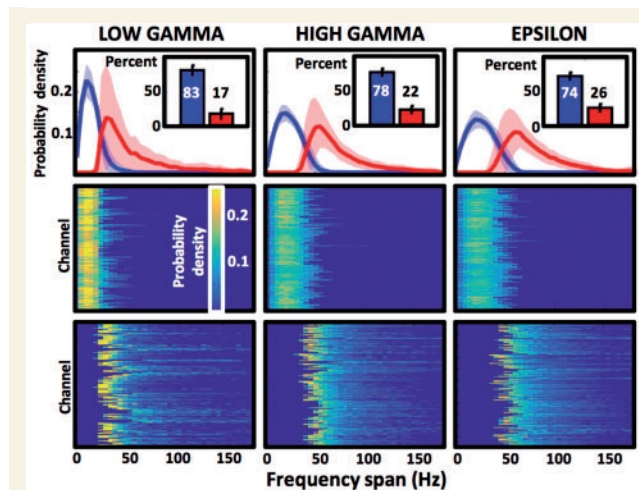 LOW GAMMA HIGH GAMMA EPSILON
Probability density
0.2
0.1
Percent
50
0
83 17
Percent
50
0
78 22
Percent
50
0
74 26
Channel
Probability
density
0.2
0.1
Channel
0 50 100 150 0 50 100 150 0 50 100 150
Frequency span (Hz)